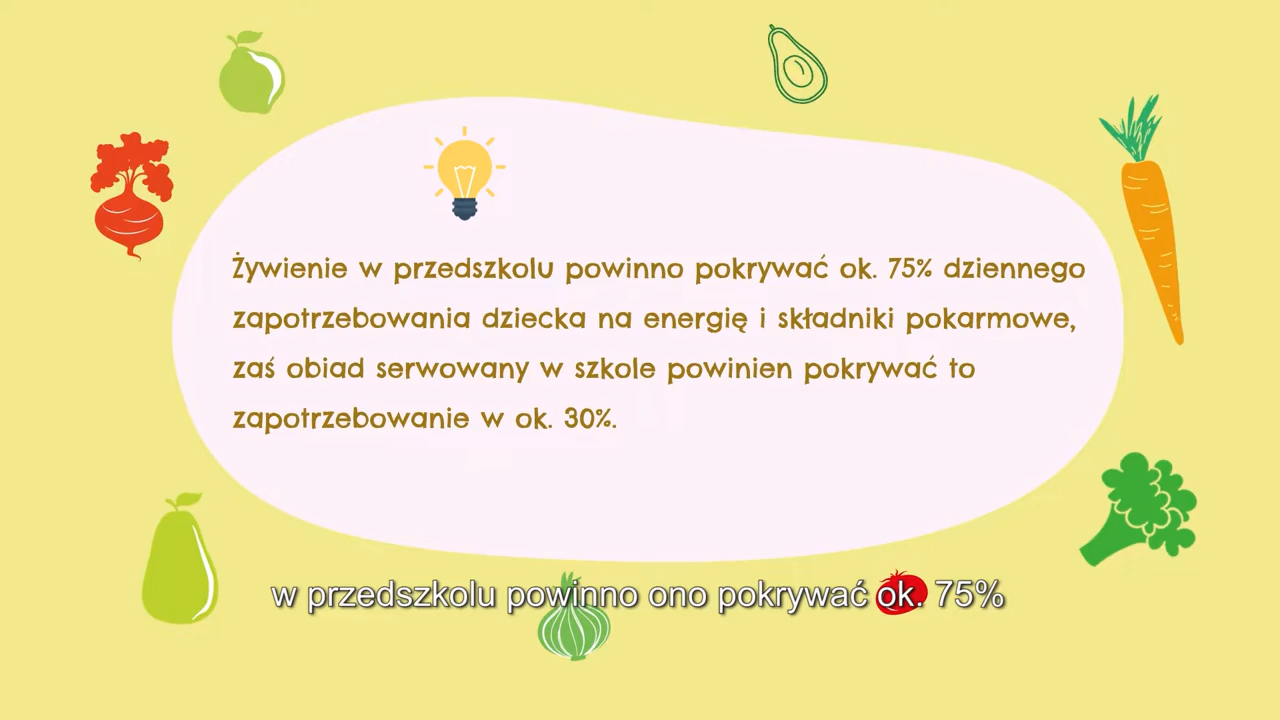 Żywienie w przedszkolu powinno pokrywać ok. 75% dziennego
zapotrzebowania dziecka na energię i składniki pokarmowe,
zaś obiad serwowany w szkole powinien pokrywać to
zapotrzebowanie w ok. 30%.
w przedszkolu powinno ono pokrywać ok. 75%